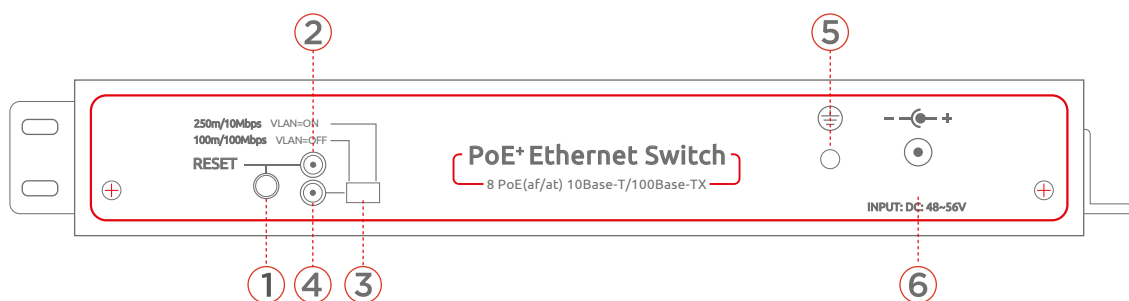 2
5
250m/10Mbps VLAN=ON
100m/100Mbps VLAN=OFF
RESET
PoE⁺ Ethernet Switch
8 PoE(af/at) 10Base-T/100Base-TX
- +
INPUT: DC: 48~56V
1
4
3
6